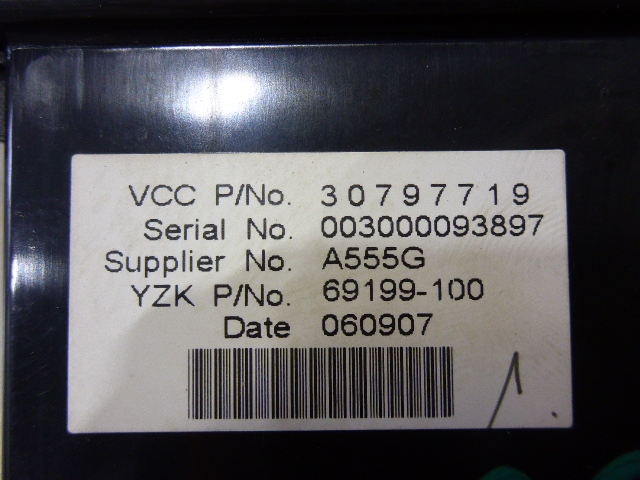 VCC P/No. 30797719
Serial No. 003000093897
Supplier No. A555G
YZK P/No. 69199-100
Date 060907